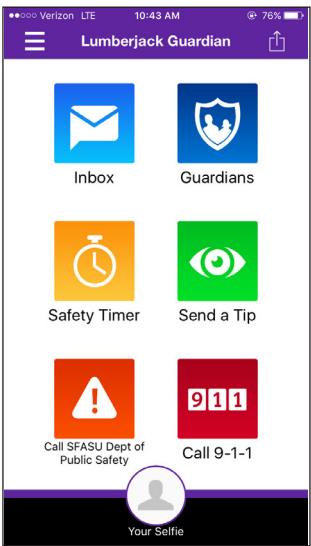 Verizon LTE 10:43 AM 76%
Lumberjack Guardian
Inbox Guardians
Safety Timer Send a Tip
911
Call SFASU Dept of
Public Safety
Call 9-1-1
Your Selfie